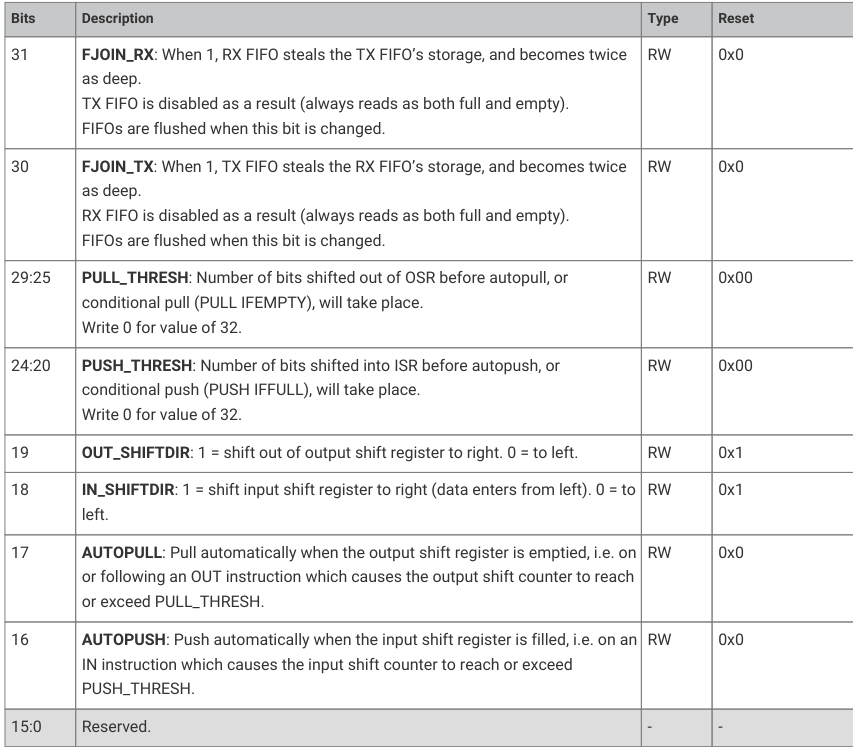 Bits Description Type Reset
31 FJOIN_RX: When 1, RX FIFO steals the TX FIFO’s storage, and becomes twice RW 0x0
as deep.
TX FIFO is disabled as a result (always reads as both full and empty).
FIFOs are flushed when this bit is changed.
30 FJOIN_TX: When 1, TX FIFO steals the RX FIFO’s storage, and becomes twice RW 0x0
as deep.
RX FIFO is disabled as a result (always reads as both full and empty).
FIFOs are flushed when this bit is changed.
29:25 PULL_THRESH: Number of bits shifted out of OSR before autopull, or RW 0x00
conditional pull (PULL IFEMPTY), will take place.
Write 0 for value of 32.
24:20 PUSH_THRESH: Number of bits shifted into ISR before autopush, or RW 0x00
conditional push (PUSH IFFULL), will take place.
Write 0 for value of 32.
19 OUT_SHIFTDIR: 1 = shift out of output shift register to right. 0 = to left. RW 0x1
18 IN_SHIFTDIR: 1 = shift input shift register to right (data enters from left). 0 = to RW 0x1
left.
17 AUTOPULL: Pull automatically when the output shift register is emptied, i.e. on RW 0x0
or following an OUT instruction which causes the output shift counter to reach
or exceed PULL_THRESH.
16 AUTOPUSH: Push automatically when the input shift register is filled, i.e. on an RW 0x0
IN instruction which causes the input shift counter to reach or exceed
PUSH_THRESH.
15:0 Reserved. - -